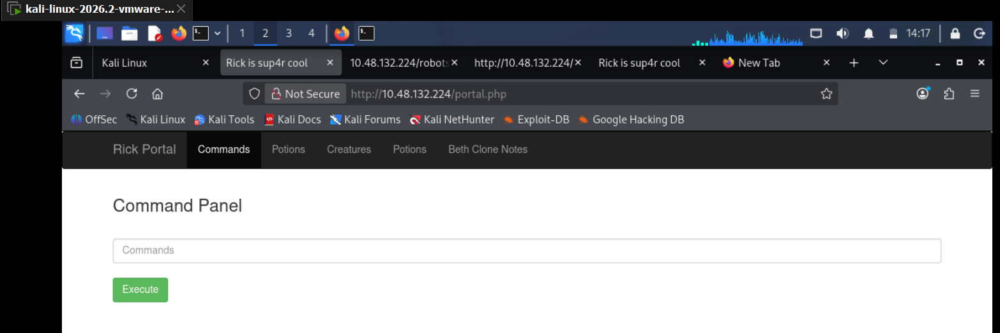 kali-linux-2026.2-vmware-...
1 2 3 4 14:17
Kali Linux Rick is sup4r cool 10.48.132.224/robots http://10.48.132.224/ Rick is sup4r cool New Tab
Not Secure http://10.48.132.224/portal.php
OffSec Kali Linux Kali Tools Kali Docs Kali Forums Kali NetHunter Exploit-DB Google Hacking DB
Rick Portal Commands Potions Creatures Potions Beth Clone Notes
Command Panel
Commands
Execute